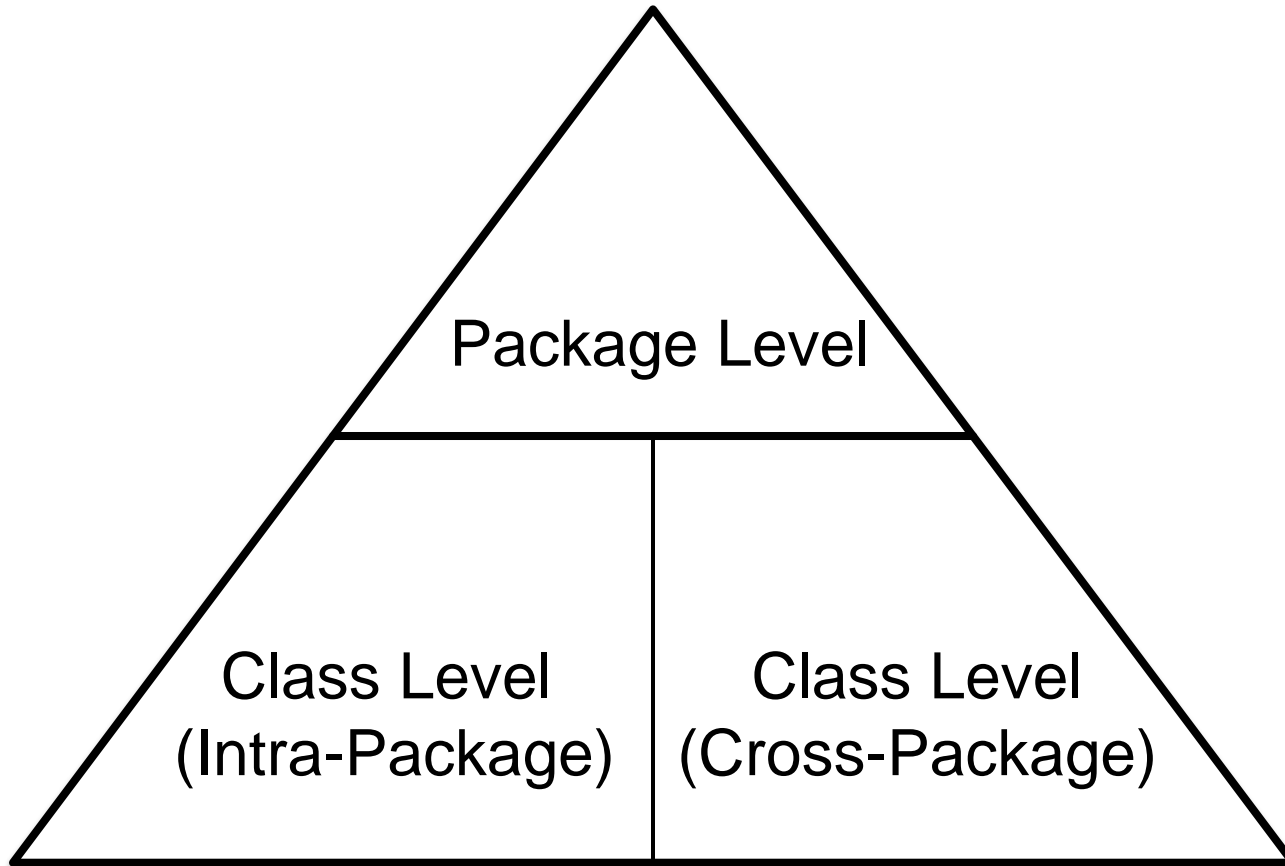 Package Level
Class Level
(Intra-Package)
Class Level
(Cross-Package)